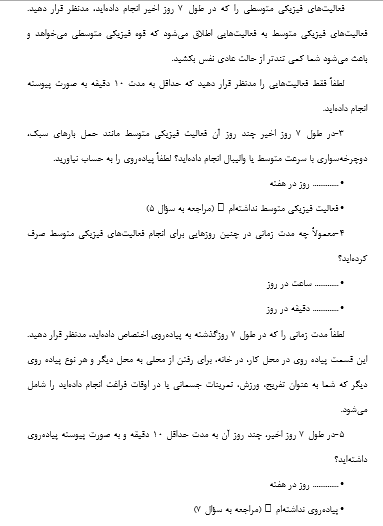 فعالیت‌های فیزیکی متوسطی را که در طول ۷ روز اخیر انجام داده‌اید، مدنظر قرار دهید.
فعالیت‌های فیزیکی متوسط به فعالیت‌هایی اطلاق می‌شود که قوه فیزیکی متوسطی می‌خواهد و
باعث می‌شود شما کمی تندتر از حالت عادی نفس بکشید.
لطفاً فقط فعالیت‌هایی را مدنظر قرار دهید که حداقل به مدت ۱۰ دقیقه به صورت پیوسته
انجام داده‌اید.
۳-در طول ۷ روز اخیر چند روز آن فعالیت فیزیکی متوسط مانند حمل بارهای سبک،
دوچرخه‌سواری با سرعت متوسط یا والیبال انجام داده‌اید؟ لطفاً پیاده‌روی را به حساب نیاورید.
• ............. روز در هفته
• فعالیت فیزیکی متوسط نداشته‌ام □ (مراجعه به سؤال ۵)
۴-معمولاً چه مدت زمانی در چنین روزهایی برای انجام فعالیت‌های فیزیکی متوسط صرف
کرده‌اید؟
• ............ ساعت در روز
• ............. دقیقه در روز
لطفاً مدت زمانی را که در طول ۷ روزگذشته به پیاده‌روی اختصاص داده‌اید، مدنظر قرار دهید.
این قسمت پیاده روی در محل کار، در خانه، برای رفتن از محلی به محل دیگر و هر نوع پیاده روی
دیگر که شما به عنوان تفریح، ورزش، تمرینات جسمانی یا در اوقات فراغت انجام داده‌اید را شامل
می‌شود.
۵-در طول ۷ روز اخیر، چند روز آن به مدت حداقل ۱۰ دقیقه و به صورت پیوسته پیاده‌روی
داشته‌اید؟
• ............. روز در هفته
• پیاده‌روی نداشته‌ام □ (مراجعه به سؤال ۷)